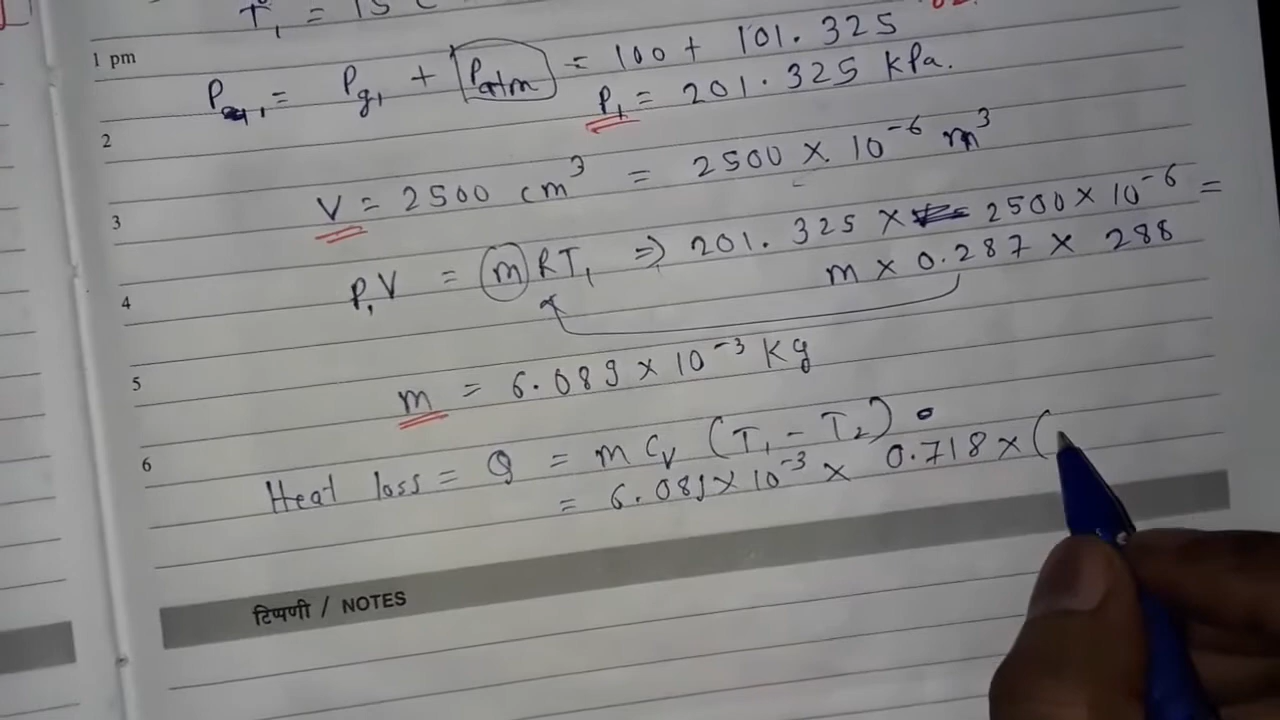 T₁ = 15
1 pm
P₁ = Pg₁ + Patm = 100 + 101.325
P₁ = 201.325 KPa.
2
V = 2500 cm³ = 2500 × 10⁻⁶ m³
3
P₁V = mRT₁ ⇒ 201.325 × 2500 × 10⁻⁶ =
m × 0.287 × 288
4
m = 6.089 × 10⁻³ Kg
5
Heat loss = Q = m Cv (T₁ - T₂)
6
= 6.089 × 10⁻³ × 0.718 × (
टिप्पणी / NOTES